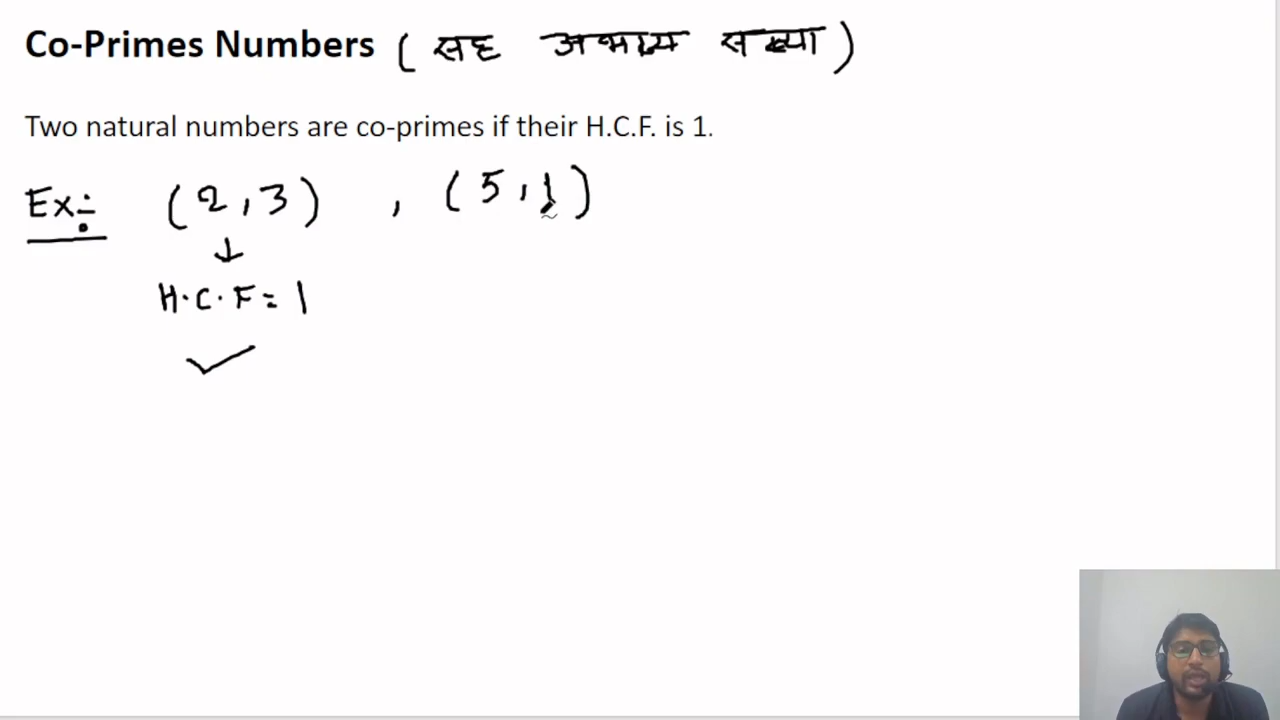 Co-Primes Numbers (सह अभाज्य सख्या)
Two natural numbers are co-primes if their H.C.F. is 1.
Ex÷ (2,3) , (5,1)
↓
H.C.F = 1
✓